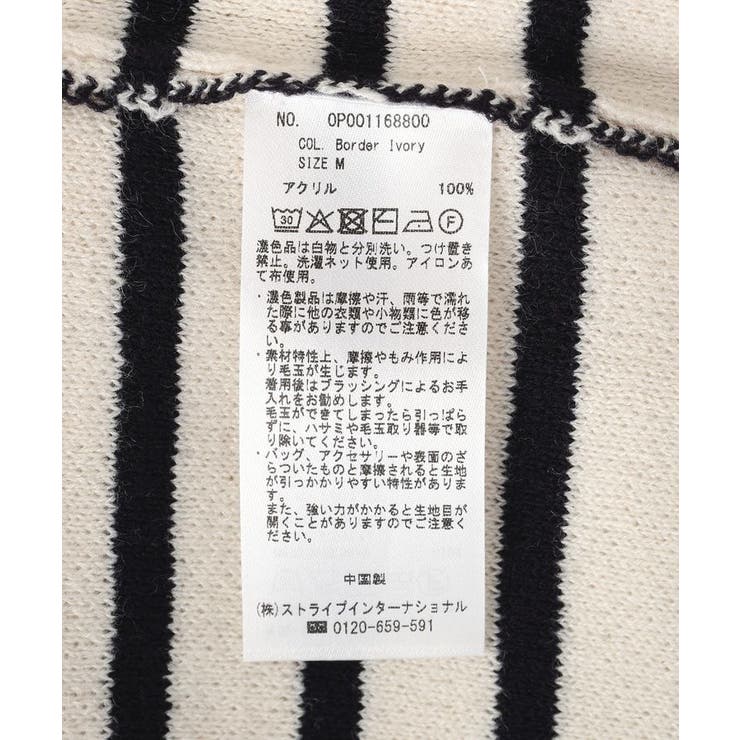 NO. OP001168800
COL. Border Ivory
SIZE M
アクリル 100%
30 F
濃色品は白物と分別洗い。つけ置き
禁止。洗濯ネット使用。アイロンあ
て布使用。
・濃色製品は摩擦や汗、雨等で濡れ
た際に他の衣類や小物類に色が移
る事がありますのでご注意くださ
い。
・素材特性上、摩擦やもみ作用によ
り毛玉が生じます。
着用後はブラッシングによるお手
入れをお勧めします。
毛玉ができてしまったら引っぱら
ずに、ハサミや毛玉取り器等で取
り除いてください。
・バッグ、アクセサリーや表面のざ
らついたものと摩擦されると生地
が引っかかりやすい特性がありま
す。
また、強い力がかかると生地目が
開くことがありますのでご注意く
ださい。
中国製
(株)ストライプインターナショナル
0120-659-591